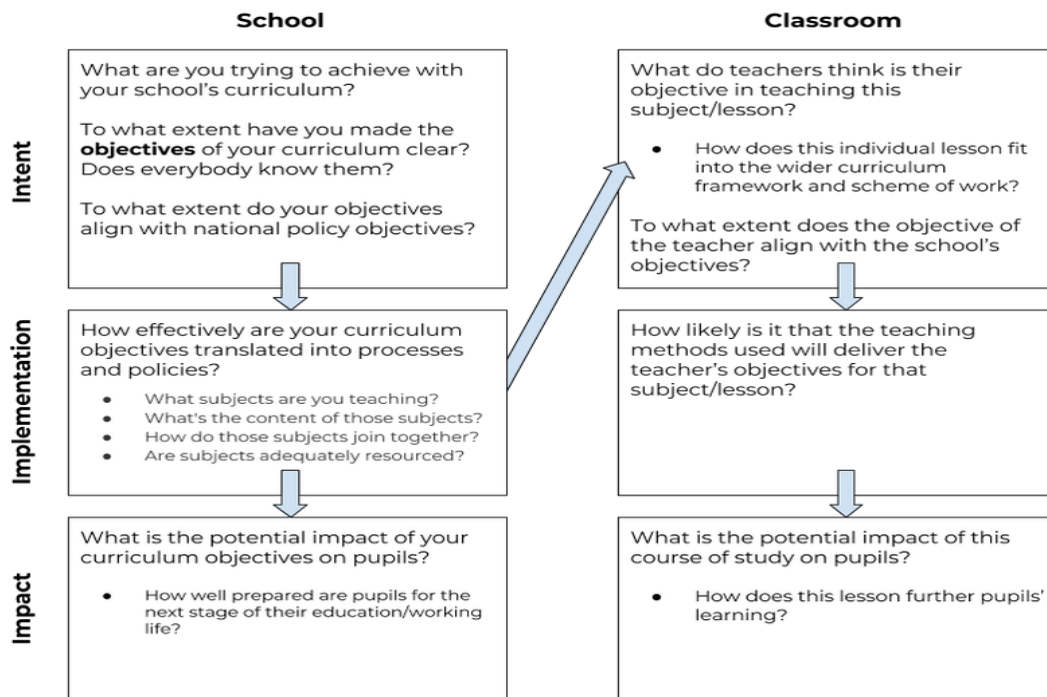 School
Classroom
Intent
What are you trying to achieve with
your school's curriculum?
To what extent have you made the
objectives of your curriculum clear?
Does everybody know them?
To what extent do your objectives
align with national policy objectives?
What do teachers think is their
objective in teaching this
subject/lesson?
● How does this individual lesson fit
into the wider curriculum
framework and scheme of work?
To what extent does the objective of
the teacher align with the school's
objectives?
Implementation
How effectively are your curriculum
objectives translated into processes
and policies?
● What subjects are you teaching?
● What's the content of those subjects?
● How do those subjects join together?
● Are subjects adequately resourced?
How likely is it that the teaching
methods used will deliver the
teacher's objectives for that
subject/lesson?
Impact
What is the potential impact of your
curriculum objectives on pupils?
● How well prepared are pupils for the
next stage of their education/working
life?
What is the potential impact of this
course of study on pupils?
● How does this lesson further pupils'
learning?